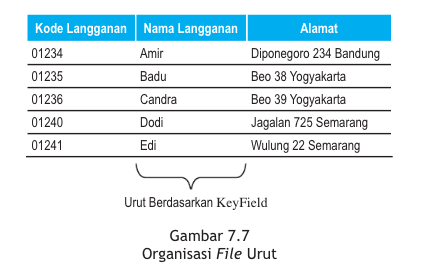 Kode Langganan Nama Langganan Alamat
01234 Amir Diponegoro 234 Bandung
01235 Badu Beo 38 Yogyakarta
01236 Candra Beo 39 Yogyakarta
01240 Dodi Jagalan 725 Semarang
01241 Edi Wulung 22 Semarang
Urut Berdasarkan KeyField
Gambar 7.7
Organisasi File Urut